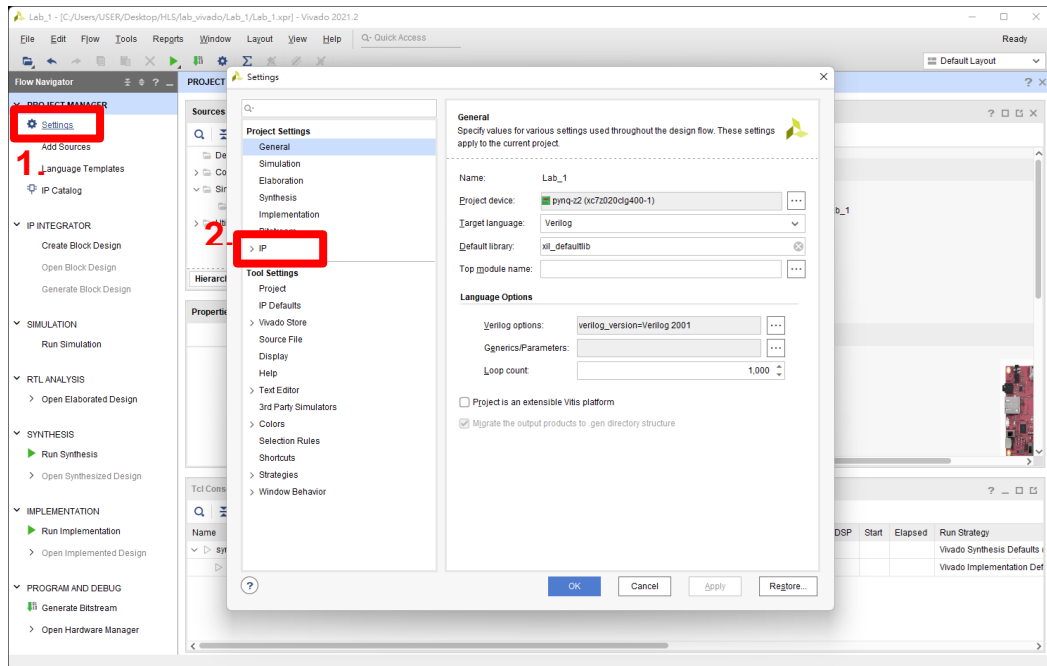 Lab_1 - [C:/Users/USER/Desktop/HLS/lab_vivado/Lab_1/Lab_1.xpr] - Vivado 2021.2
File Edit Flow Tools Reports Window Layout View Help Q- Quick Access Ready
Default Layout
Flow Navigator
PROJECT
PROJECT MANAGER
Settings
Add Sources
Language Templates
IP Catalog
1.
IP INTEGRATOR
Create Block Design
Open Block Design
Generate Block Design
SIMULATION
Run Simulation
RTL ANALYSIS
Open Elaborated Design
SYNTHESIS
Run Synthesis
Open Synthesized Design
IMPLEMENTATION
Run Implementation
Open Implemented Design
PROGRAM AND DEBUG
Generate Bitstream
Open Hardware Manager
Sources
De
Co
Sir
Hierarch
Properti
Tcl Cons
Name
syn
Settings
Q-
Project Settings
General
Simulation
Elaboration
Synthesis
Implementation
Bitstream
2.
IP
Tool Settings
Project
IP Defaults
Vivado Store
Source File
Display
Help
Text Editor
3rd Party Simulators
Colors
Selection Rules
Shortcuts
Strategies
Window Behavior
General
Specify values for various settings used throughout the design flow. These settings
apply to the current project.
Name: Lab_1
Project device: pynq-z2 (xc7z020clg400-1)
Target language: Verilog
Default library: xil_defaultlib
Top module name:
Language Options
Verilog options: verilog_version=Verilog 2001
Generics/Parameters:
Loop count: 1,000
Project is an extensible Vitis platform
Migrate the output products to .gen directory structure
OK Cancel Apply Restore...
b_1
DSP Start Elapsed Run Strategy
Vivado Synthesis Defaults
Vivado Implementation Def